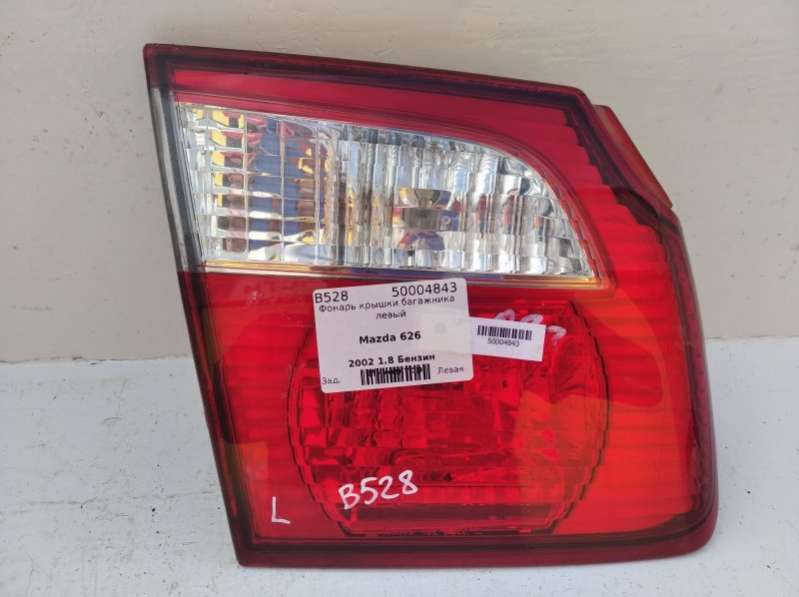 B528 50004843
Фонарь крышки багажника
левый
Mazda 626
2002 1.8 Бензин
Зад. Левая
50004843
L B528